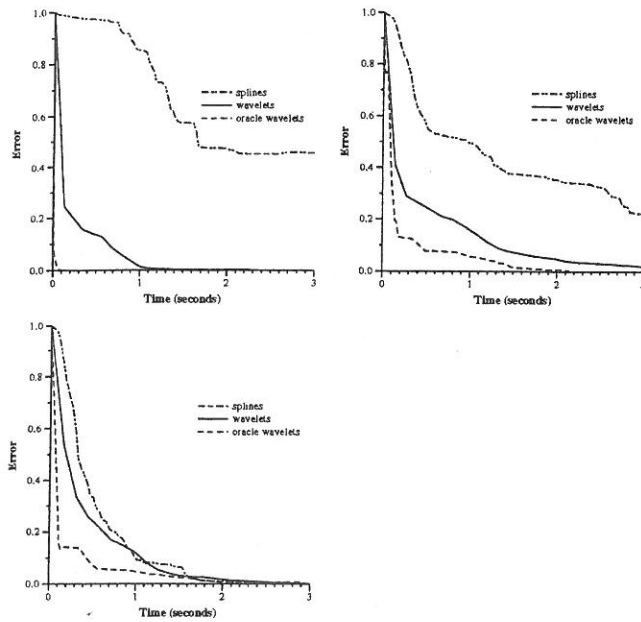 1.0
0.8
0.6
0.4
0.2
0.0
Error
splines
wavelets
oracle wavelets
0 1 2 3
Time (seconds)
1.0
0.8
0.6
0.4
0.2
0.0
Error
splines
wavelets
oracle wavelets
0 1 2
Time (seconds)
1.0
0.8
0.6
0.4
0.2
0.0
Error
splines
wavelets
oracle wavelets
0 1 2 3
Time (seconds)